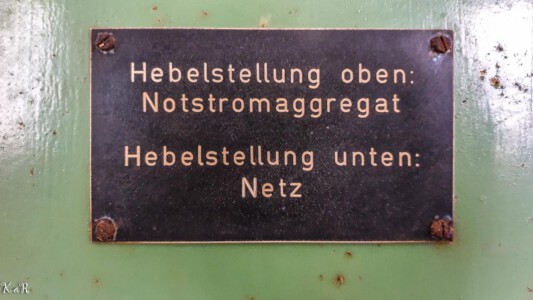 Hebelstellung oben:
Notstromaggregat
Hebelstellung unten:
Netz
K.a.R